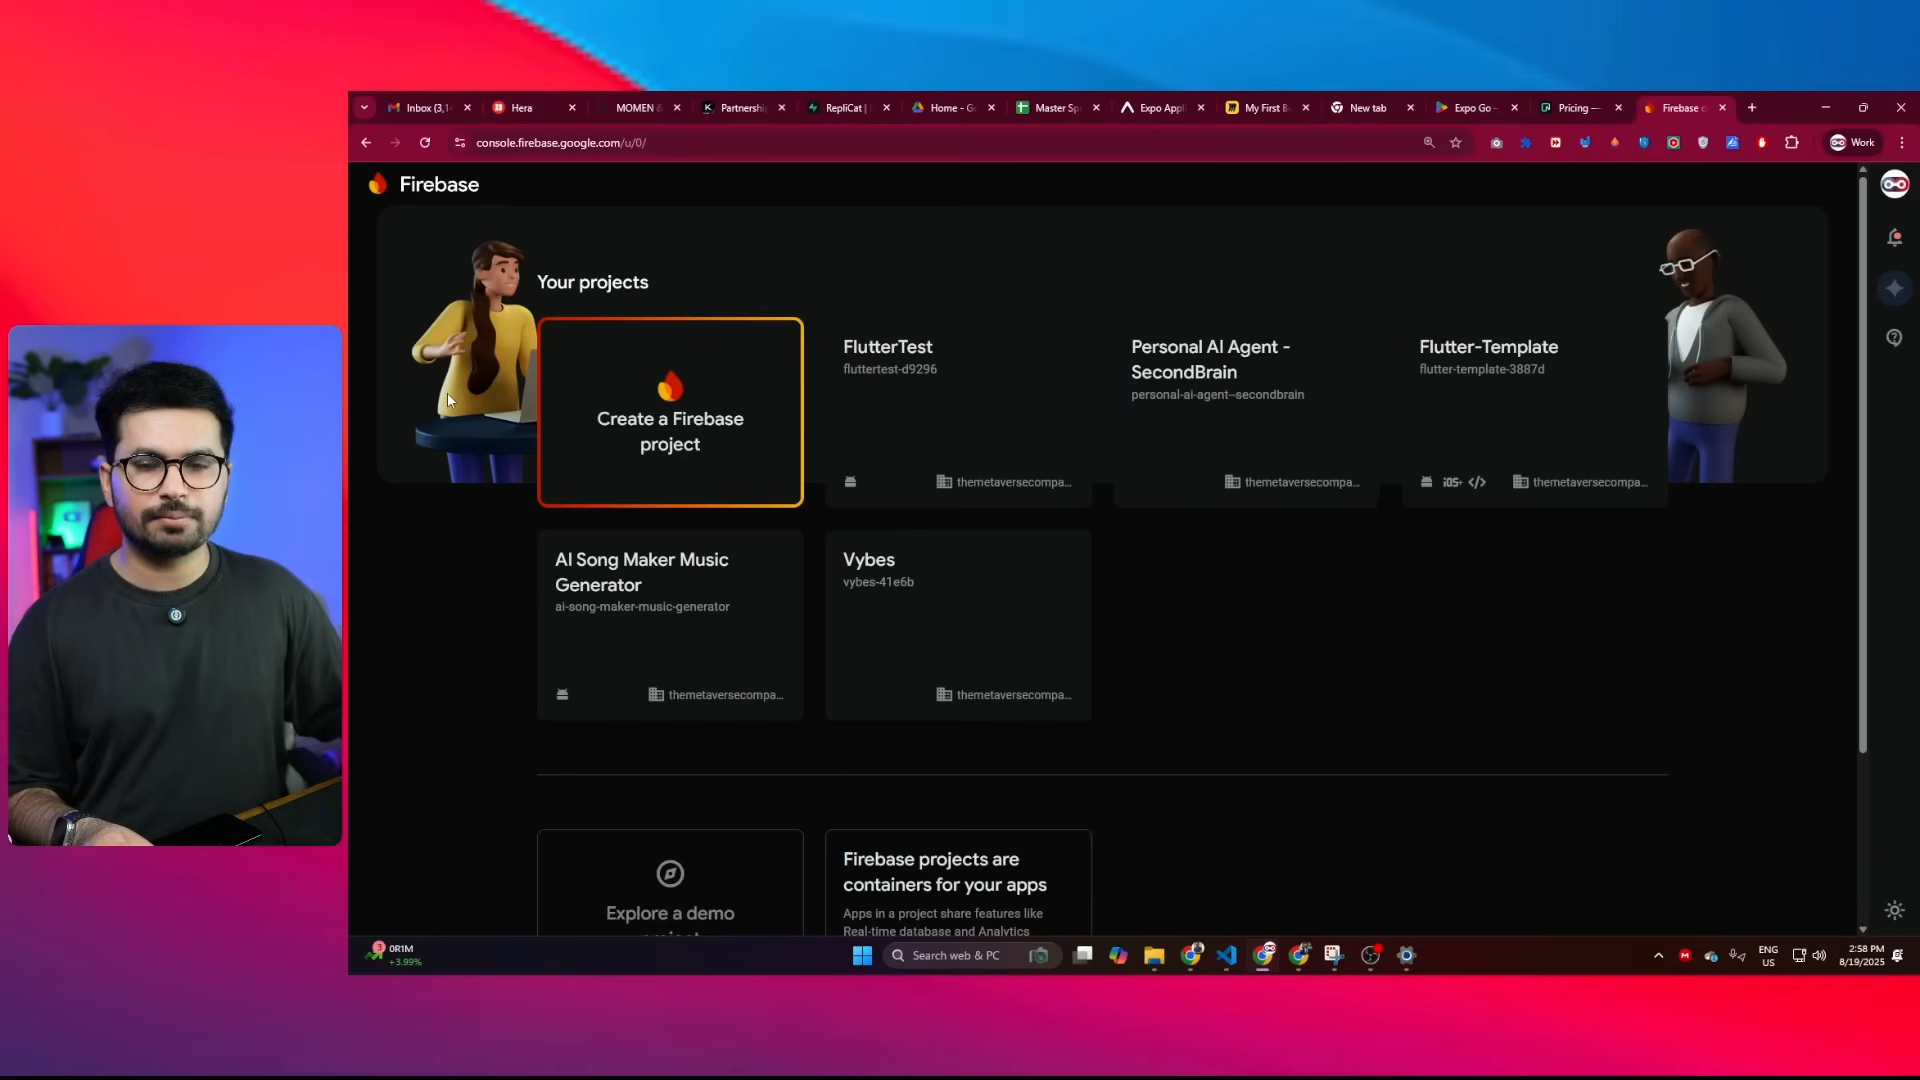 Inbox (3,1
Hera
MOMEN &
Partnershi
RepliCat |
Home - G
Master Sp
Expo Appl
My First B
New tab
Expo Go -
Pricing —
Firebase c
console.firebase.google.com/u/0/
Work
Firebase
Your projects
Create a Firebase
project
FlutterTest
fluttertest-d9296
themetaversecompa...
Personal AI Agent -
SecondBrain
personal-ai-agent--secondbrain
themetaversecompa...
Flutter-Template
flutter-template-3887d
iOS+
themetaversecompa...
AI Song Maker Music
Generator
ai-song-maker-music-generator
themetaversecompa...
Vybes
vybes-41e6b
themetaversecompa...
Explore a demo
Firebase projects are
containers for your apps
Apps in a project share features like
Real-time database and Analytics
3
0R1M
+3.99%
Search web & PC
ENG
US
2:58 PM
8/19/2025